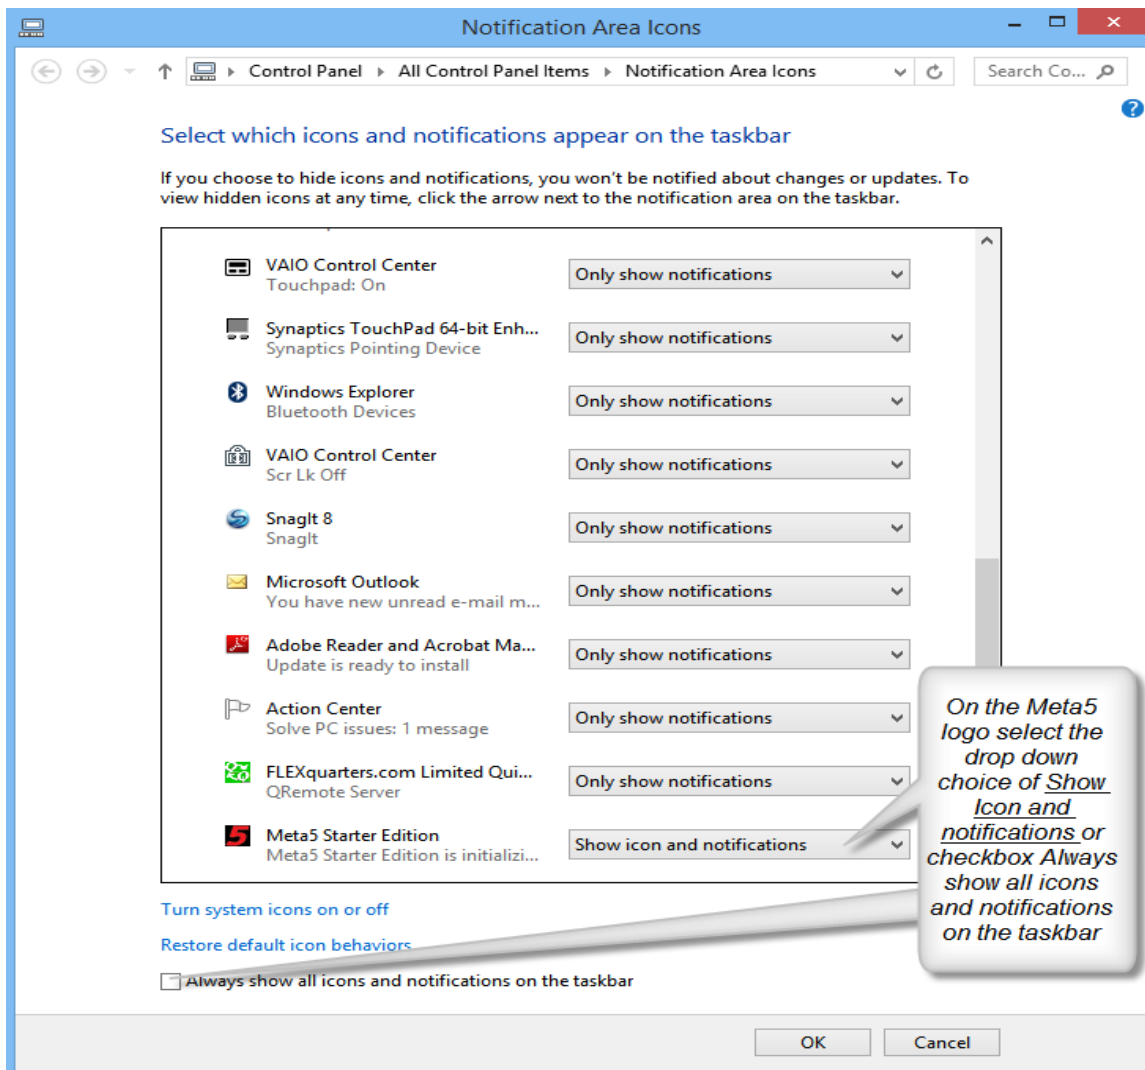 Notification Area Icons
Control Panel All Control Panel Items Notification Area Icons
Search Co...
Select which icons and notifications appear on the taskbar
If you choose to hide icons and notifications, you won't be notified about changes or updates. To
view hidden icons at any time, click the arrow next to the notification area on the taskbar.
VAIO Control Center
Touchpad: On
Only show notifications
Synaptics TouchPad 64-bit Enh...
Synaptics Pointing Device
Only show notifications
Windows Explorer
Bluetooth Devices
Only show notifications
VAIO Control Center
Scr Lk Off
Only show notifications
SnagIt 8
SnagIt
Only show notifications
Microsoft Outlook
You have new unread e-mail m...
Only show notifications
Adobe Reader and Acrobat Ma...
Update is ready to install
Only show notifications
Action Center
Solve PC issues: 1 message
Only show notifications
FLEXquarters.com Limited Qui...
QRemote Server
Only show notifications
Meta5 Starter Edition
Meta5 Starter Edition is initializi...
Show icon and notifications
On the Meta5
logo select the
drop down
choice of Show
Icon and
notifications or
checkbox Always
show all icons
and notifications
on the taskbar
Turn system icons on or off
Restore default icon behaviors
Always show all icons and notifications on the taskbar
OK
Cancel